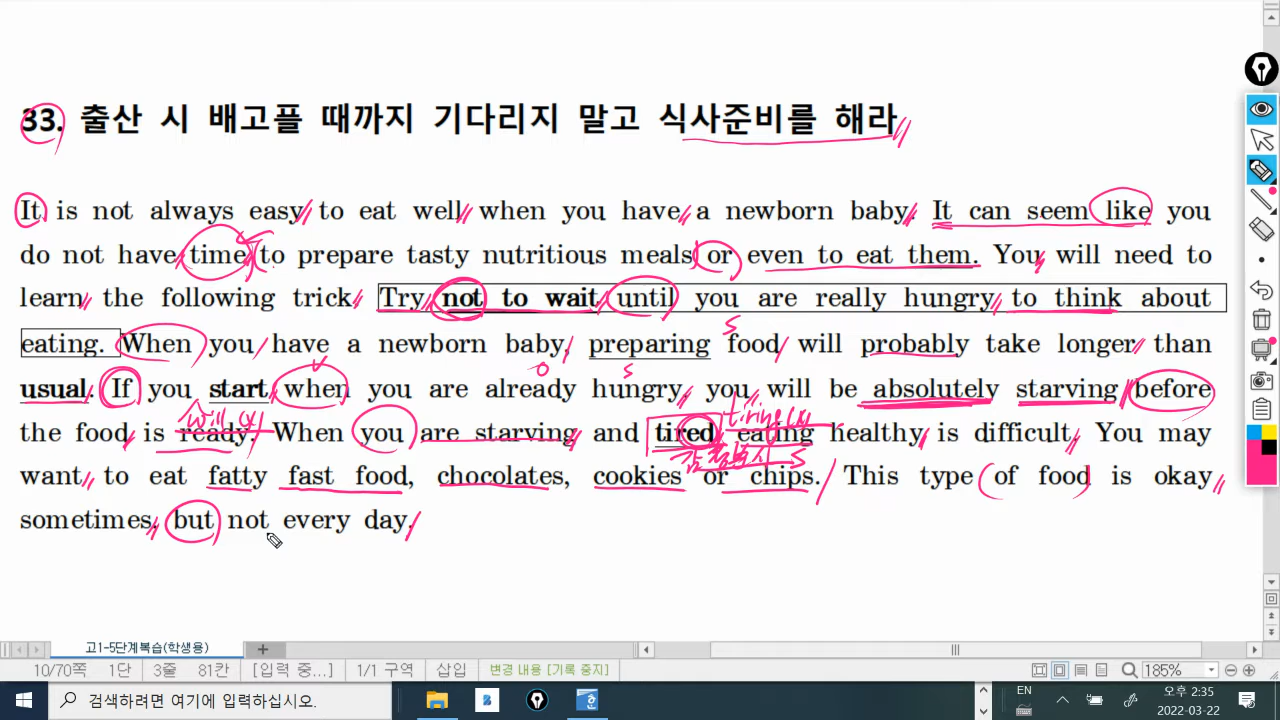 33. 출산 시 배고플 때까지 기다리지 말고 식사준비를 해라
It is not always easy to eat well when you have a newborn baby. It can seem like you
do not have time to prepare tasty nutritious meals or even to eat them. You will need to
learn the following trick. Try not to wait until you are really hungry to think about
S
eating. When you have a newborn baby, preparing food will probably take longer than
O S
usual. If you start when you are already hungry, you will be absolutely starving before
will (x) tiring (x)
the food is ready. When you are starving and tired, eating healthy is difficult. You may
감정동사 S
want to eat fatty fast food, chocolates, cookies or chips. This type of food is okay
sometimes, but not every day.
고1-5단계복습(학생용)
10/70쪽 1단 3줄 81칸 [입력 중...] 1/1 구역 삽입 변경 내용 [기록 중지] 185%
검색하려면 여기에 입력하십시오.
EN
오후 2:35
2022-03-22